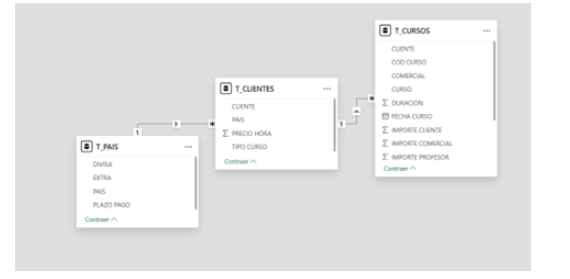 T_CURSOS
CLIENTE
COD CURSO
COMERCIAL
CURSO
DURACION
FECHA CURSO
IMPORTE CLIENTE
IMPORTE COMERCIAL
IMPORTE PROFESOR
Contraer
T_CLIENTES
CLIENTE
PAIS
PRECIO HORA
TIPO CURSO
Contraer
1
*
1
*
T_PAIS
DIVISA
EXTRA
PAIS
PLAZO PAGO
Contraer